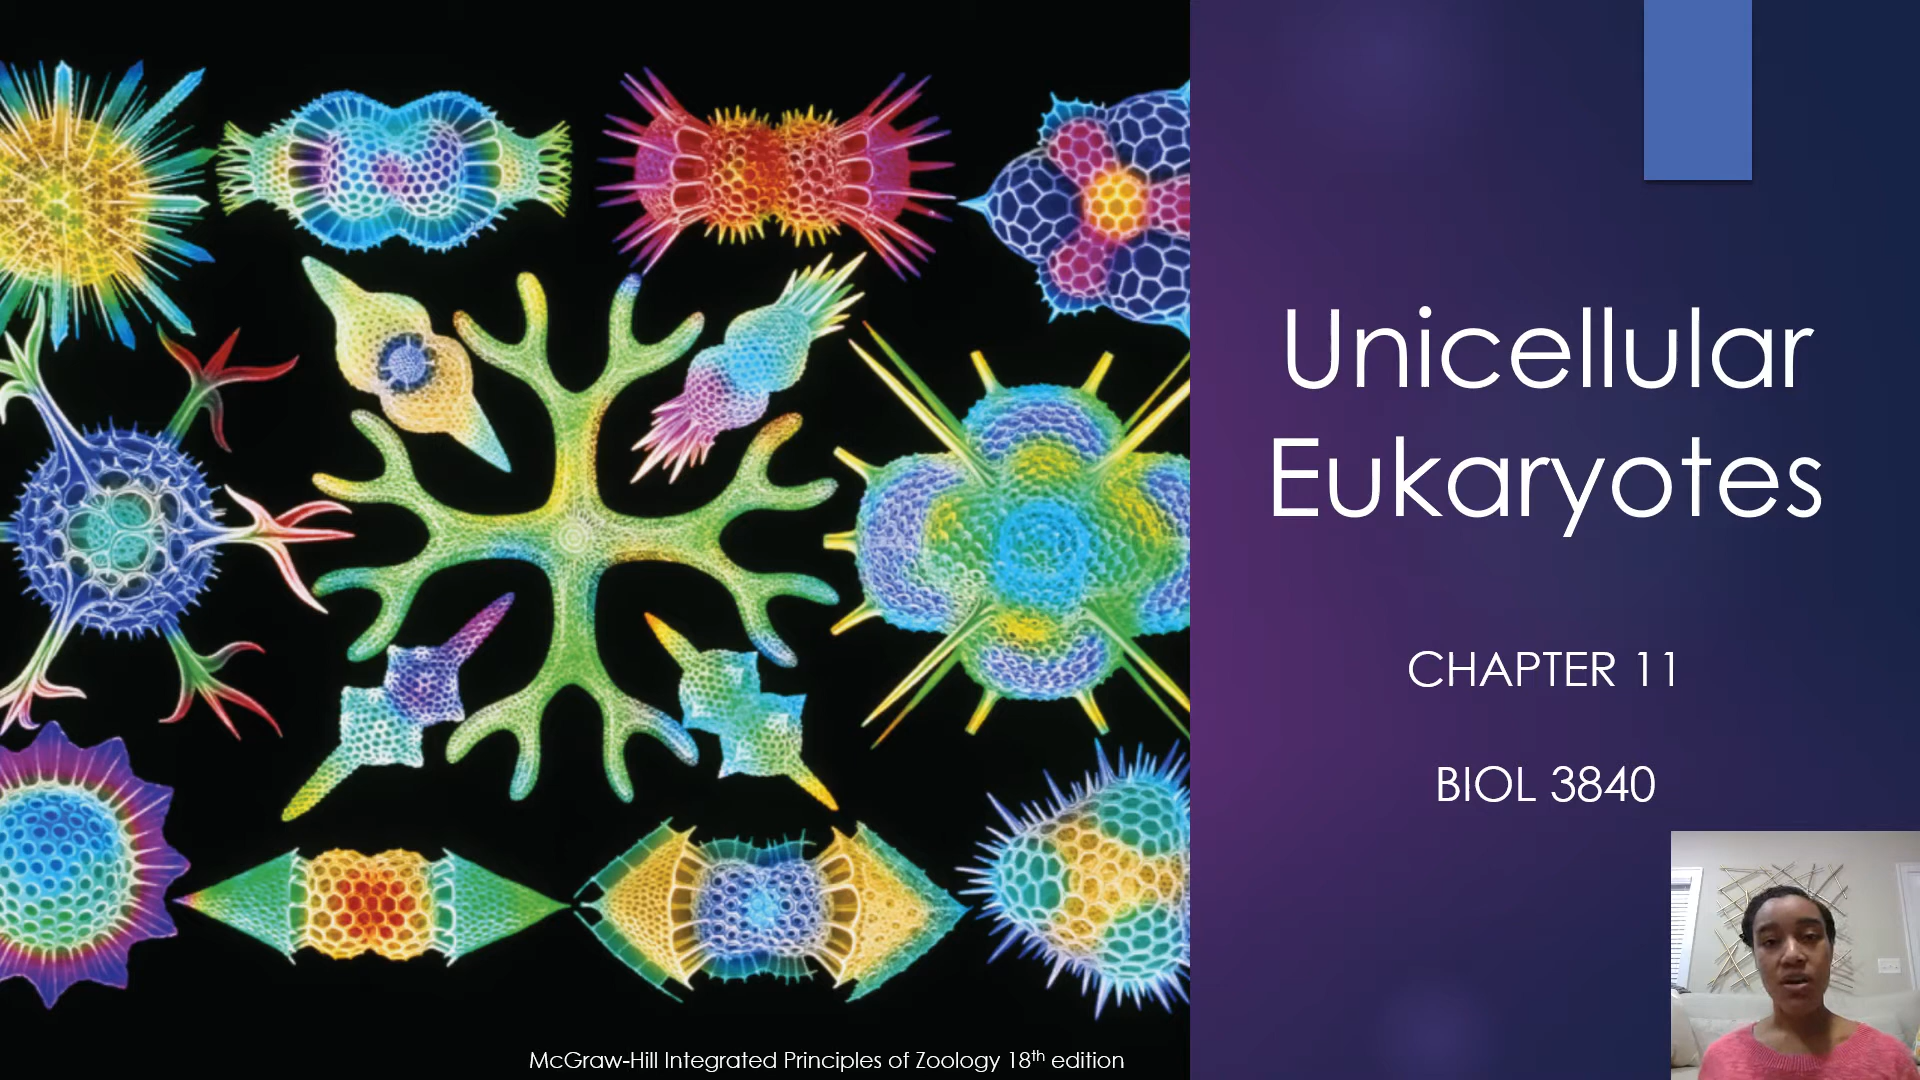 Unicellular
Eukaryotes
CHAPTER 11
BIOL 3840
McGraw-Hill Integrated Principles of Zoology 18th edition